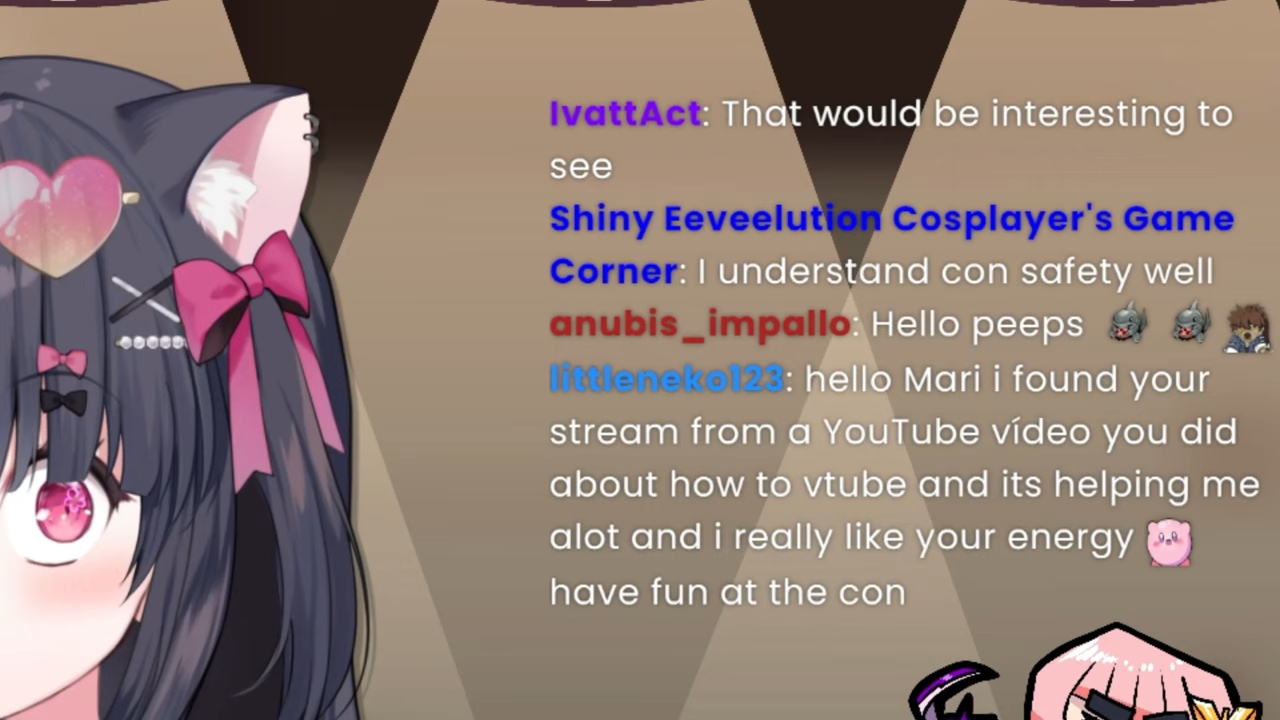 IvattAct: That would be interesting to
see
Shiny Eeveelution Cosplayer's Game
Corner: I understand con safety well
anubis_impallo: Hello peeps
littleneko123: hello Mari i found your
stream from a YouTube vídeo you did
about how to vtube and its helping me
alot and i really like your energy
have fun at the con